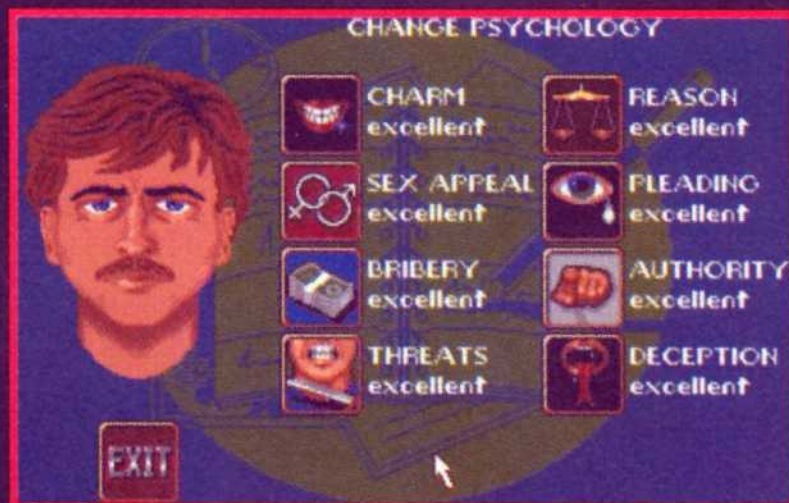 CHANGE PSYCHOLOGY
CHARM
excellent
REASON
excellent
SEX APPEAL
excellent
PLEADING
excellent
BRIBERY
excellent
AUTHORITY
excellent
THREATS
excellent
DECEPTION
excellent
EXIT